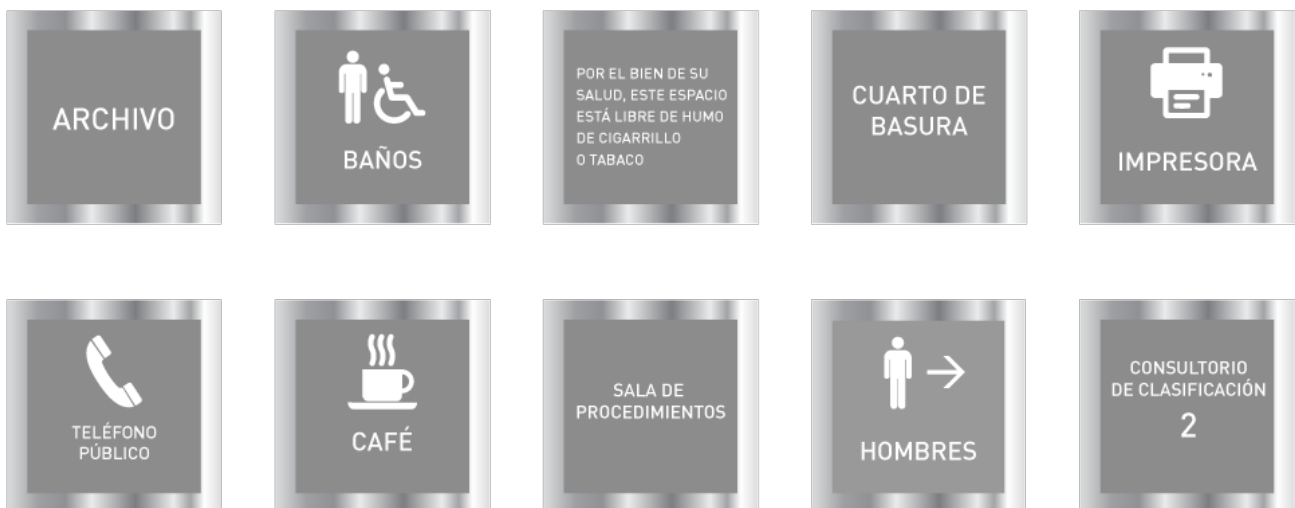 ARCHIVO
BAÑOS
POR EL BIEN DE SU
SALUD, ESTE ESPACIO
ESTÁ LIBRE DE HUMO
DE CIGARRILLO
O TABACO
CUARTO DE
BASURA
IMPRESORA
TELÉFONO
PÚBLICO
CAFÉ
SALA DE
PROCEDIMIENTOS
HOMBRES
CONSULTORIO
DE CLASIFICACIÓN
2